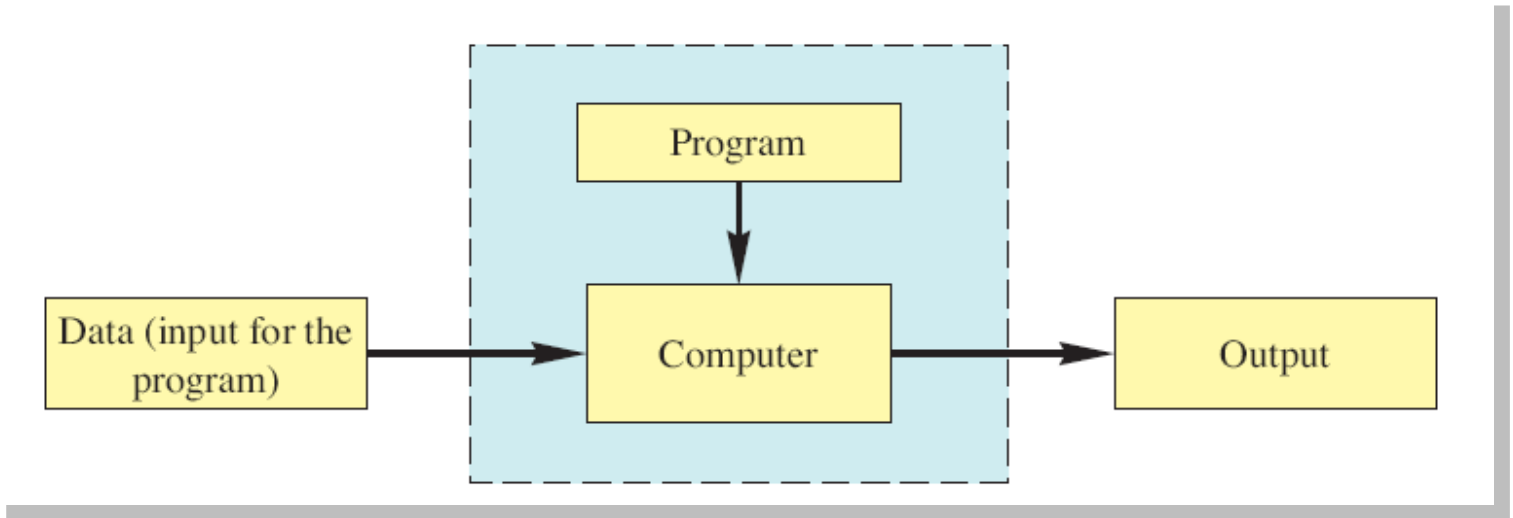 Program
Data (input for the
program)
Computer
Output